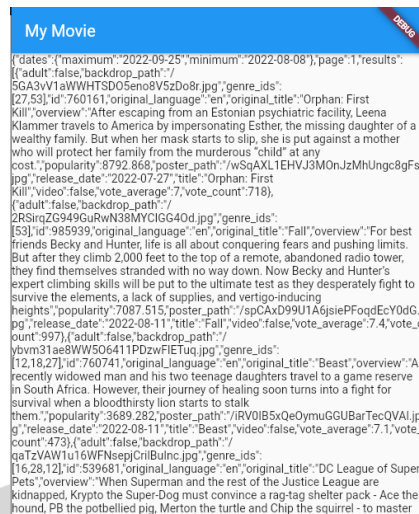 My Movie
DEBUG
{"dates":{"maximum":"2022-09-25","minimum":"2022-08-08"},"page":1,"results":
[{"adult":false,"backdrop_path":"/
5GA3vV1aWWHTSDO5eno8V5zDo8r.jpg","genre_ids":
[27,53],"id":760161,"original_language":"en","original_title":"Orphan: First
Kill","overview":"After escaping from an Estonian psychiatric facility, Leena
Klammer travels to America by impersonating Esther, the missing daughter of a
wealthy family. But when her mask starts to slip, she is put against a mother
who will protect her family from the murderous “child” at any
cost.","popularity":8792.868,"poster_path":"/wSqAXL1EHVJ3MOnJzMhUngc8gFs
jpg","release_date":"2022-07-27","title":"Orphan: First
Kill","video":false,"vote_average":7,"vote_count":718},
{"adult":false,"backdrop_path":"/
2RSirqZG949GuRwN38MYCIGG4Od.jpg","genre_ids":
[53],"id":985939,"original_language":"en","original_title":"Fall","overview":"For best
friends Becky and Hunter, life is all about conquering fears and pushing limits.
But after they climb 2,000 feet to the top of a remote, abandoned radio tower,
they find themselves stranded with no way down. Now Becky and Hunter’s
expert climbing skills will be put to the ultimate test as they desperately fight to
survive the elements, a lack of supplies, and vertigo-inducing
heights","popularity":7087.515,"poster_path":"/spCAxD99U1A6jsiePFoqdEcY0dG.
pg","release_date":"2022-08-11","title":"Fall","video":false,"vote_average":7.4,"vote_c
ount":997},{"adult":false,"backdrop_path":"/
ybvm31ae8WW5O6411PDzwFIETuq.jpg","genre_ids":
[12,18,27],"id":760741,"original_language":"en","original_title":"Beast","overview":"A
recently widowed man and his two teenage daughters travel to a game reserve
in South Africa. However, their journey of healing soon turns into a fight for
survival when a bloodthirsty lion starts to stalk
them.","popularity":3689.282,"poster_path":"/iRV0IB5xQeOymuGGUBarTecQVAl.jp
g","release_date":"2022-08-11","title":"Beast","video":false,"vote_average":7.1,"vote_
count":473},{"adult":false,"backdrop_path":"/
qaTzVAW1u16WFNsepjCrilBulnc.jpg","genre_ids":
[16,28,12],"id":539681,"original_language":"en","original_title":"DC League of Super
Pets","overview":"When Superman and the rest of the Justice League are
kidnapped, Krypto the Super-Dog must convince a rag-tag shelter pack - Ace the
hound, PB the potbellied pig, Merton the turtle and Chip the squirrel - to master